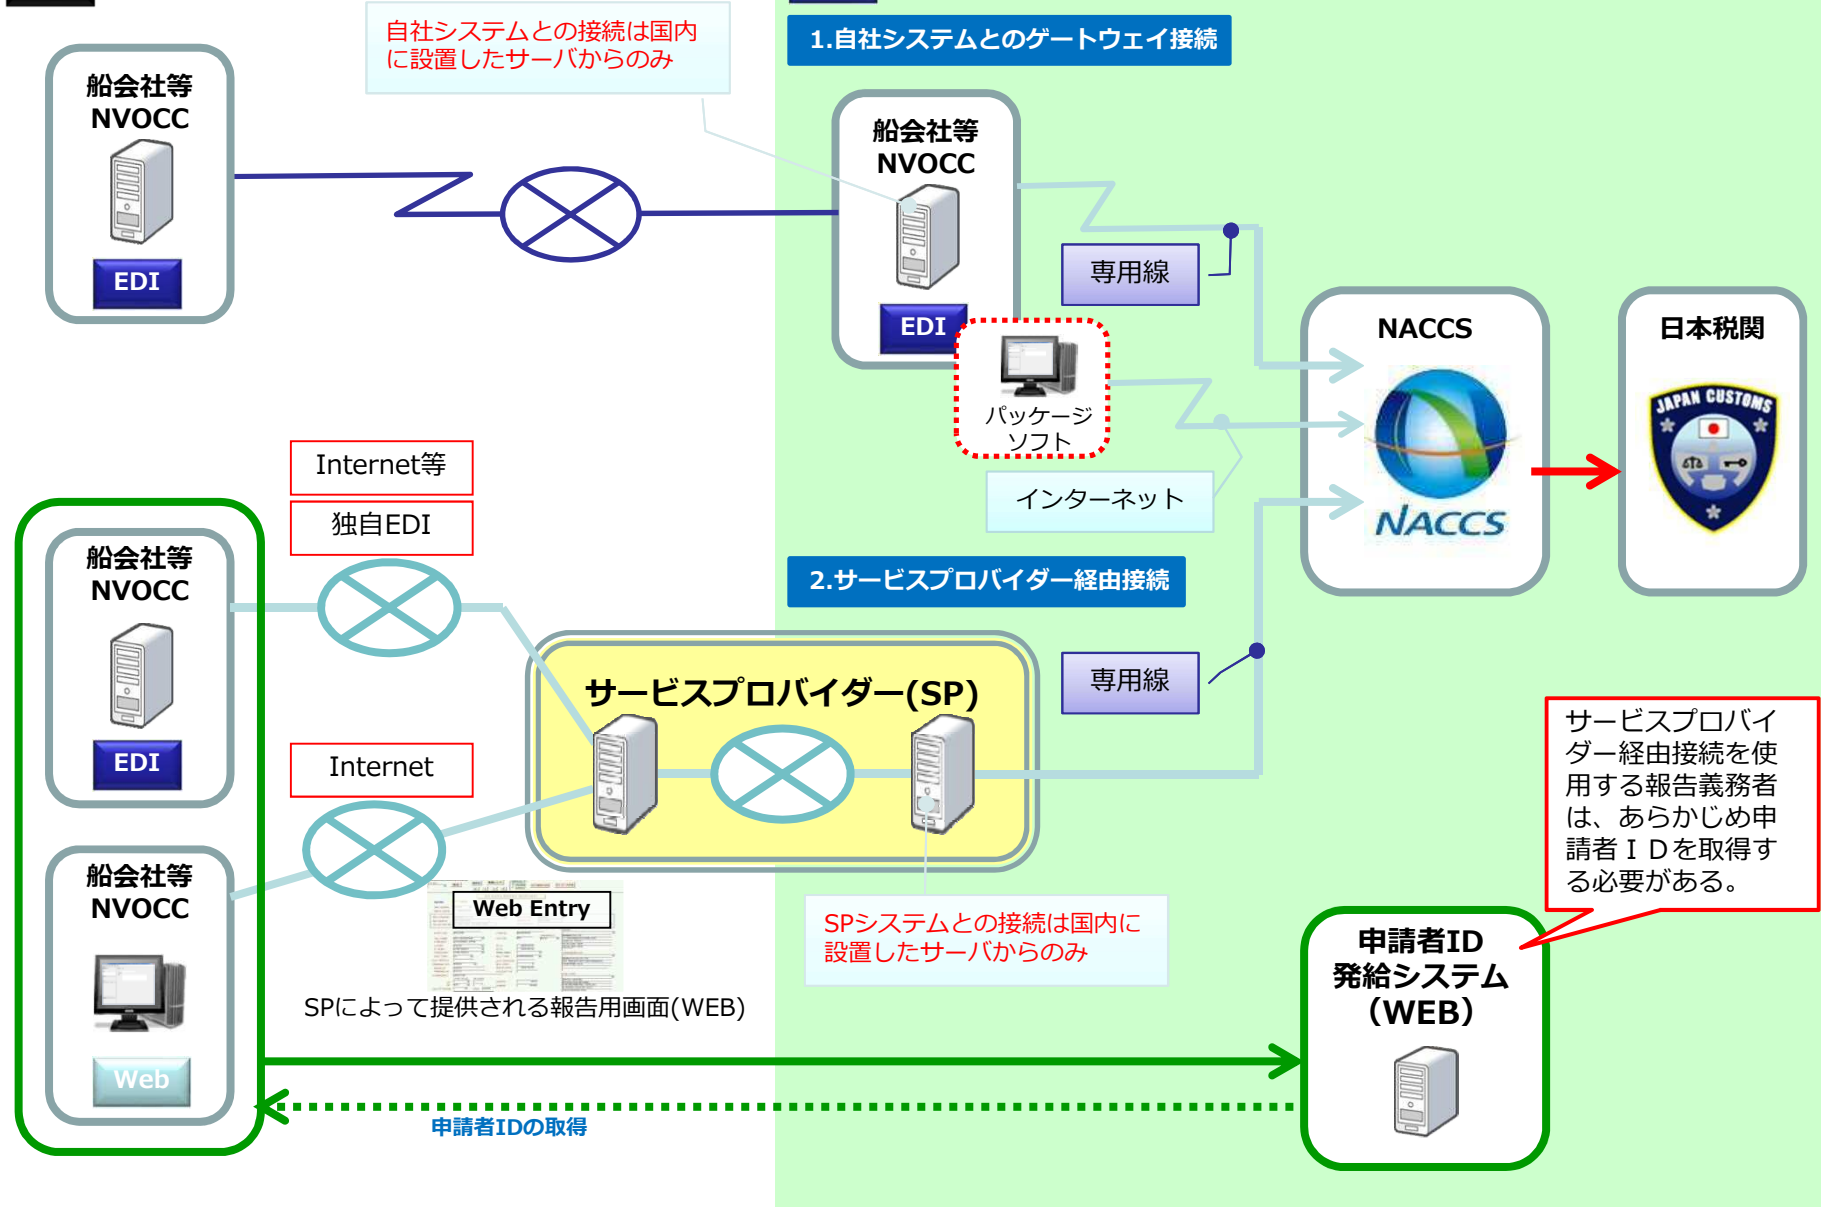 自社システムとの接続は国内
に設置したサーバからのみ
1.自社システムとのゲートウェイ接続
船会社等
NVOCC
EDI
船会社等
NVOCC
EDI
専用線
パッケージ
ソフト
インターネット
NACCS
NACCS
日本税関
JAPAN CUSTOMS
Internet等
独自EDI
船会社等
NVOCC
EDI
2.サービスプロバイダー経由接続
サービスプロバイダー(SP)
専用線
Internet
船会社等
NVOCC
Web
Web Entry
SPによって提供される報告用画面(WEB)
SPシステムとの接続は国内に
設置したサーバからのみ
サービスプロバイ
ダー経由接続を使
用する報告義務者
は、あらかじめ申
請者ＩＤを取得す
る必要がある。
申請者ID
発給システム
（WEB）
申請者IDの取得